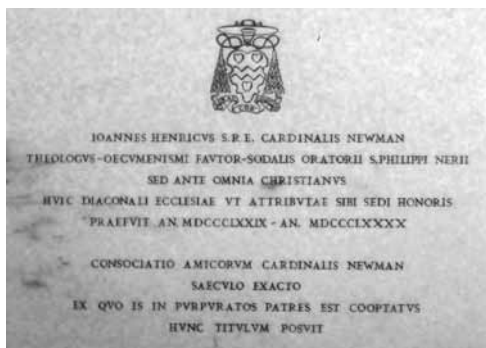 IOANNES HENRICVS S.R.E. CARDINALIS NEWMAN
THEOLOGVS-OECVMENISMI FAVTOR-SODALIS ORATORII S.PHILIPPI NERII
SED ANTE OMNIA CHRISTIANVS
HVIC DIACONALI ECCLESIAE VT ATTRIBVTAE SIBI SEDI HONORIS
PRAEFVIT AN. MDCCCLXXIX - AN. MDCCCLXXXX
CONSOCIATIO AMICORVM CARDINALIS NEWMAN
SAECVLO EXACTO
EX QVO IS IN PVRPVRATOS PATRES EST COOPTATVS
HVNC TITVLVM POSVIT